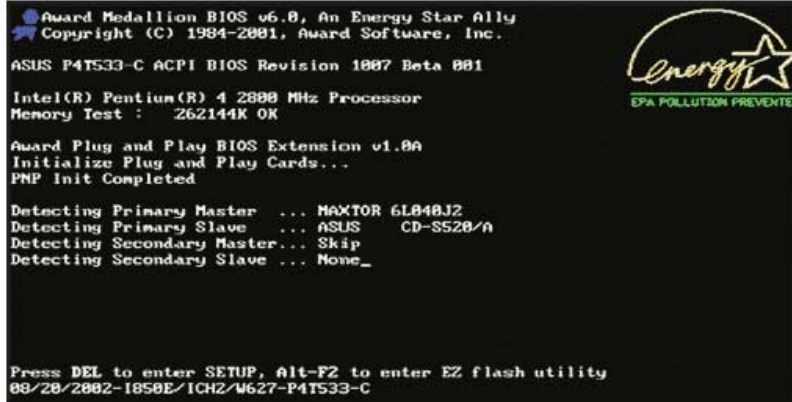 Award Medallion BIOS v6.0, An Energy Star Ally
Copyright (C) 1984-2001, Award Software, Inc.
energy
EPA POLLUTION PREVENTE
ASUS P4T533-C ACPI BIOS Revision 1007 Beta 001
Intel(R) Pentium(R) 4 2800 MHz Processor
Memory Test :   262144K OK
Award Plug and Play BIOS Extension v1.0A
Initialize Plug and Play Cards...
PNP Init Completed
Detecting Primary Master  ... MAXTOR 6L040J2
Detecting Primary Slave   ... ASUS    CD-S520/A
Detecting Secondary Master... Skip
Detecting Secondary Slave ... None_
Press DEL to enter SETUP, Alt-F2 to enter EZ flash utility
08/20/2002-I850E/ICH2/W627-P4T533-C